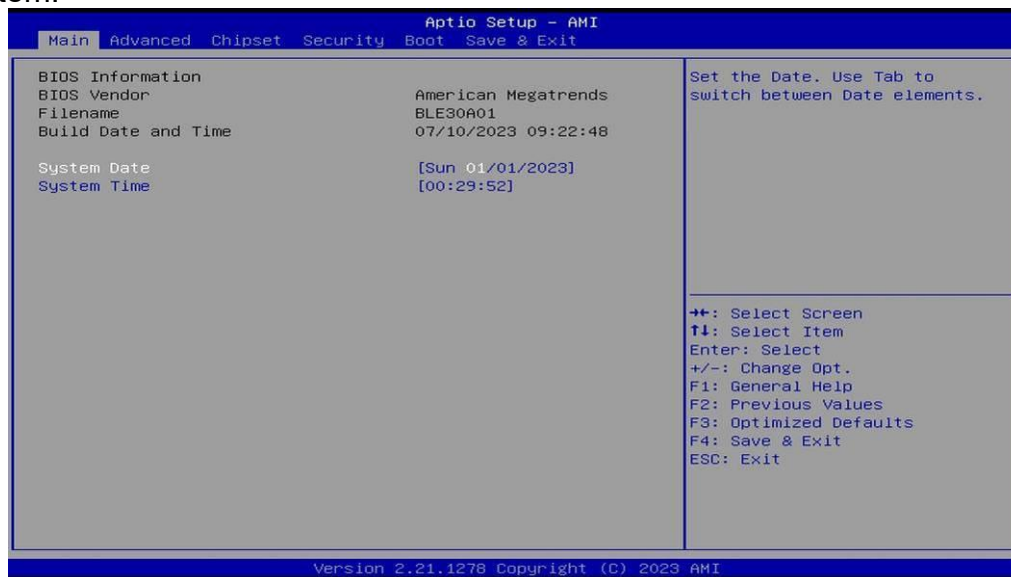 Aptio Setup – AMI
Main Advanced Chipset Security Boot Save & Exit
BIOS Information
BIOS Vendor American Megatrends
Filename BLE30A01
Build Date and Time 07/10/2023 09:22:48
System Date [Sun 01/01/2023]
System Time [00:29:52]
Set the Date. Use Tab to
switch between Date elements.
→←: Select Screen
↑↓: Select Item
Enter: Select
+/-: Change Opt.
F1: General Help
F2: Previous Values
F3: Optimized Defaults
F4: Save & Exit
ESC: Exit
Version 2.21.1278 Copyright (C) 2023 AMI